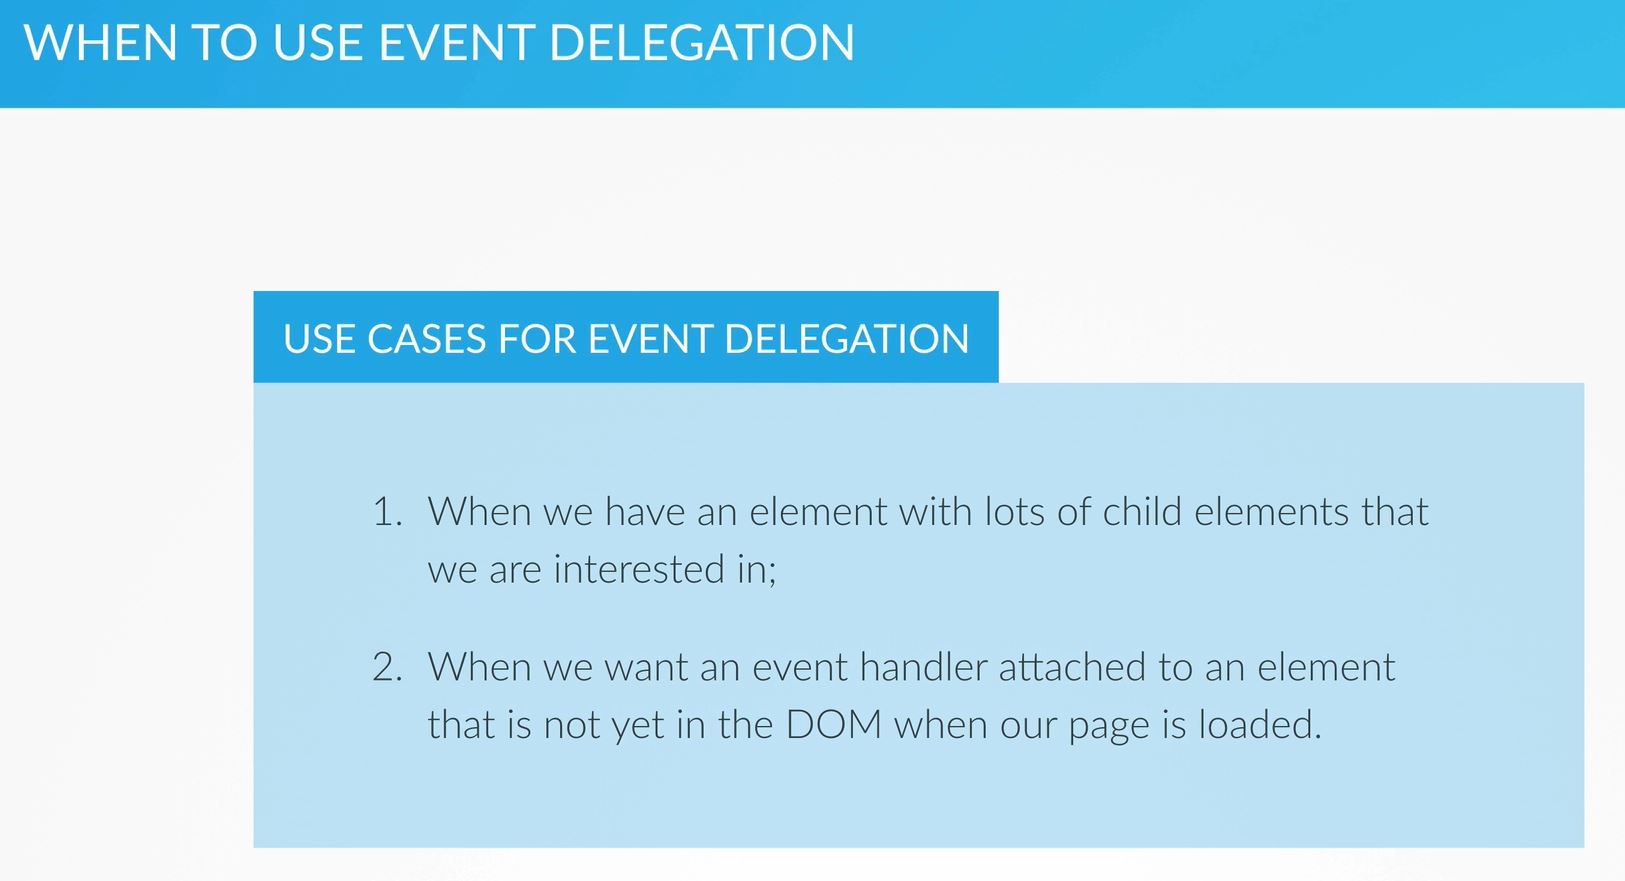 WHEN TO USE EVENT DELEGATION
USE CASES FOR EVENT DELEGATION
1. When we have an element with lots of child elements that
we are interested in;
2. When we want an event handler attached to an element
that is not yet in the DOM when our page is loaded.